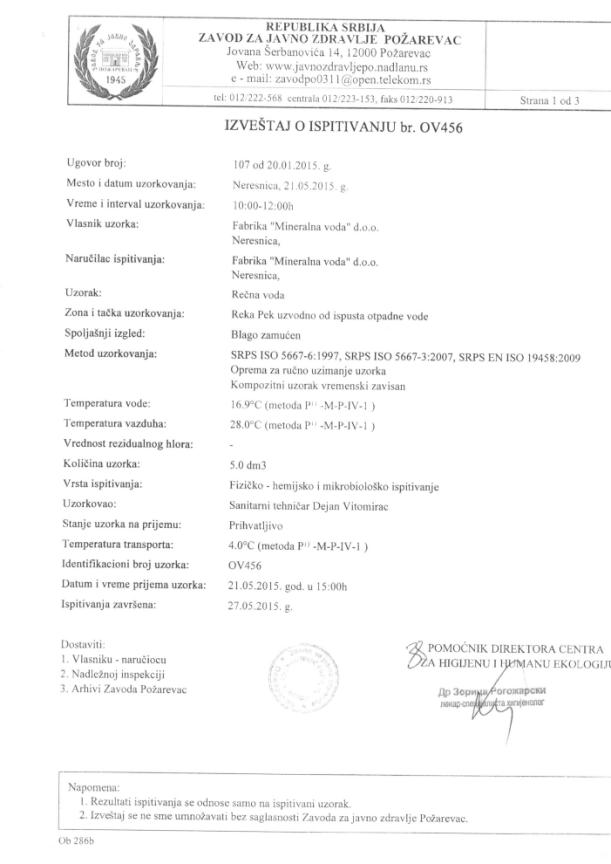 REPUBLIKA SRBIJA
ZAVOD ZA JAVNO ZDRAVLJE POŽAREVAC
Jovana Šerbanovića 14, 12000 Požarevac
Web: www.javnozdravljepo.nadlanu.rs
e - mail: zavodpo0311@open.telekom.rs
tel: 012/222-568 centrala 012/223-153, faks 012/220-913
Strana 1 od 3
1945
IZVEŠTAJ O ISPITIVANJU br. OV456
Ugovor broj: 107 od 20.01.2015. g.
Mesto i datum uzorkovanja: Neresnica, 21.05.2015. g.
Vreme i interval uzorkovanja: 10:00-12:00h
Vlasnik uzorka: Fabrika "Mineralna voda" d.o.o.
Neresnica,
Naručilac ispitivanja: Fabrika "Mineralna voda" d.o.o.
Neresnica,
Uzorak: Rečna voda
Zona i tačka uzorkovanja: Reka Pek uzvodno od ispusta otpadne vode
Spoljašnji izgled: Blago zamućen
Metod uzorkovanja: SRPS ISO 5667-6:1997, SRPS ISO 5667-3:2007, SRPS EN ISO 19458:2009
Oprema za ručno uzimanje uzorka
Kompozitni uzorak vremenski zavisan
Temperatura vode: 16.9°C (metoda P¹⁾ -M-P-IV-1 )
Temperatura vazduha: 28.0°C (metoda P¹⁾ -M-P-IV-1 )
Vrednost rezidualnog hlora: -
Količina uzorka: 5.0 dm3
Vrsta ispitivanja: Fizičko - hemijsko i mikrobiološko ispitivanje
Uzorkovao: Sanitarni tehničar Dejan Vitomirac
Stanje uzorka na prijemu: Prihvatljivo
Temperatura transporta: 4.0°C (metoda P¹⁾ -M-P-IV-1 )
Identifikacioni broj uzorka: OV456
Datum i vreme prijema uzorka: 21.05.2015. god. u 15:00h
Ispitivanja završena: 27.05.2015. g.
Dostaviti:
1. Vlasniku - naručiocu
2. Nadležnoj inspekciji
3. Arhivi Zavoda Požarevac
POMOĆNIK DIREKTORA CENTRA
ZA HIGIJENU I HUMANU EKOLOGIJU
Др Зорица Рогожарски
лекар-специјалиста хигијенолог
Napomena:
1. Rezultati ispitivanja se odnose samo na ispitivani uzorak.
2. Izveštaj se ne sme umnožavati bez saglasnosti Zavoda za javno zdravlje Požarevac.
Ob 286b